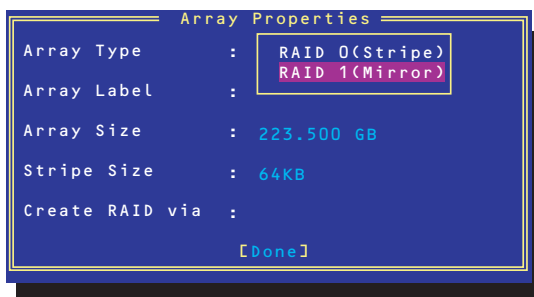 Array Properties
Array Type : RAID 0(Stripe)
RAID 1(Mirror)
Array Label :
Array Size : 223.500 GB
Stripe Size : 64KB
Create RAID via :
[Done]